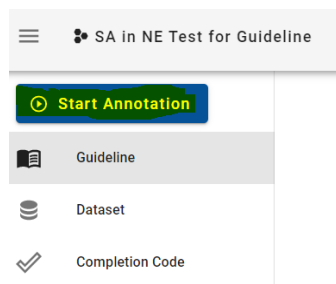 SA in NE Test for Guideline
Start Annotation
Guideline
Dataset
Completion Code